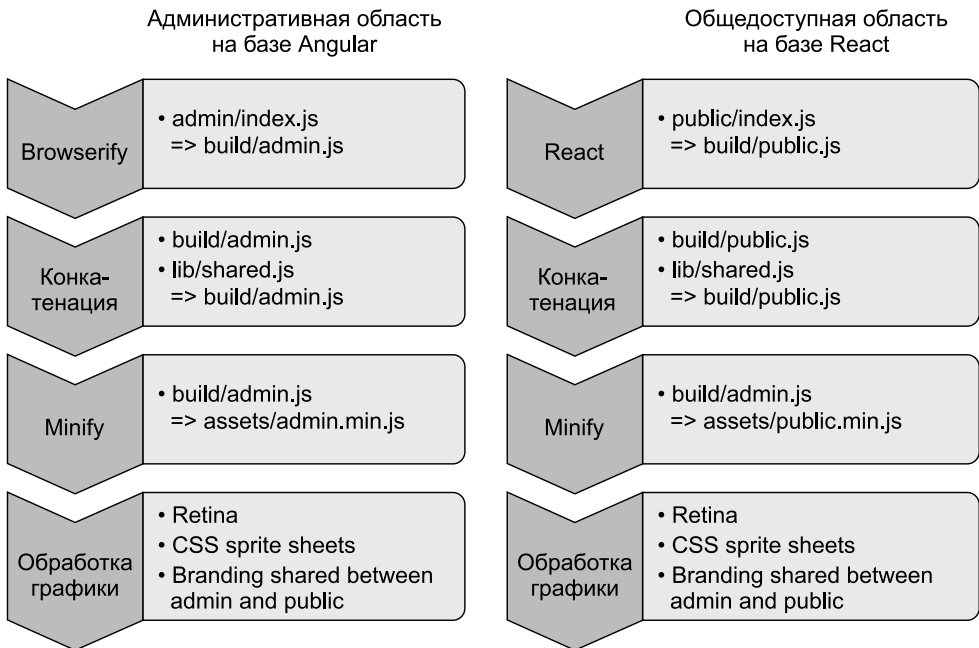 Административная область
на базе Angular
Browserify
• admin/index.js
=> build/admin.js
Конка-
тенация
• build/admin.js
• lib/shared.js
=> build/admin.js
Minify
• build/admin.js
=> assets/admin.min.js
Обработка
графики
• Retina
• CSS sprite sheets
• Branding shared between
admin and public
Общедоступная область
на базе React
React
• public/index.js
=> build/public.js
Конка-
тенация
• build/public.js
• lib/shared.js
=> build/public.js
Minify
• build/admin.js
=> assets/public.min.js
Обработка
графики
• Retina
• CSS sprite sheets
• Branding shared between
admin and public